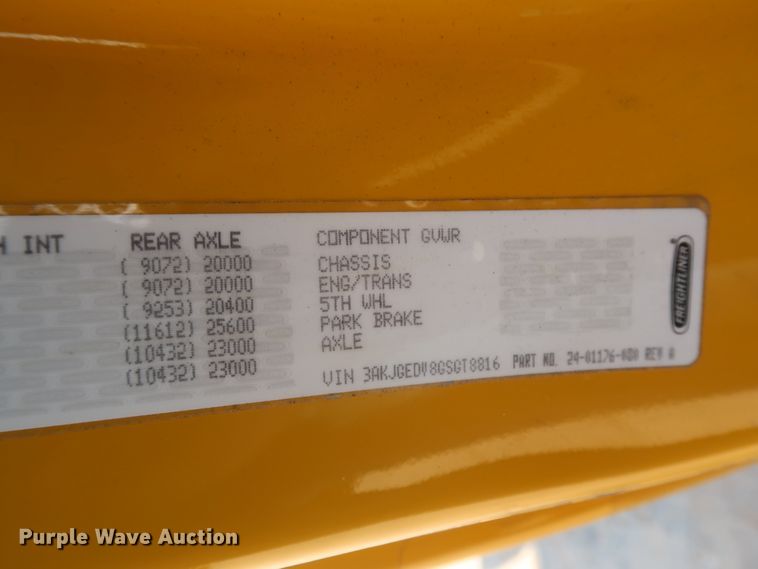 H INT
REAR AXLE
( 9072) 20000
( 9072) 20000
( 9253) 20400
(11612) 25600
(10432) 23000
(10432) 23000
COMPONENT GVWR
CHASSIS
ENG/TRANS
5TH WHL
PARK BRAKE
AXLE
VIN 3AKJGEDV8GSGT8816 PART NO. 24-01176-000 REV A
FREIGHTLINER
Purple Wave Auction®